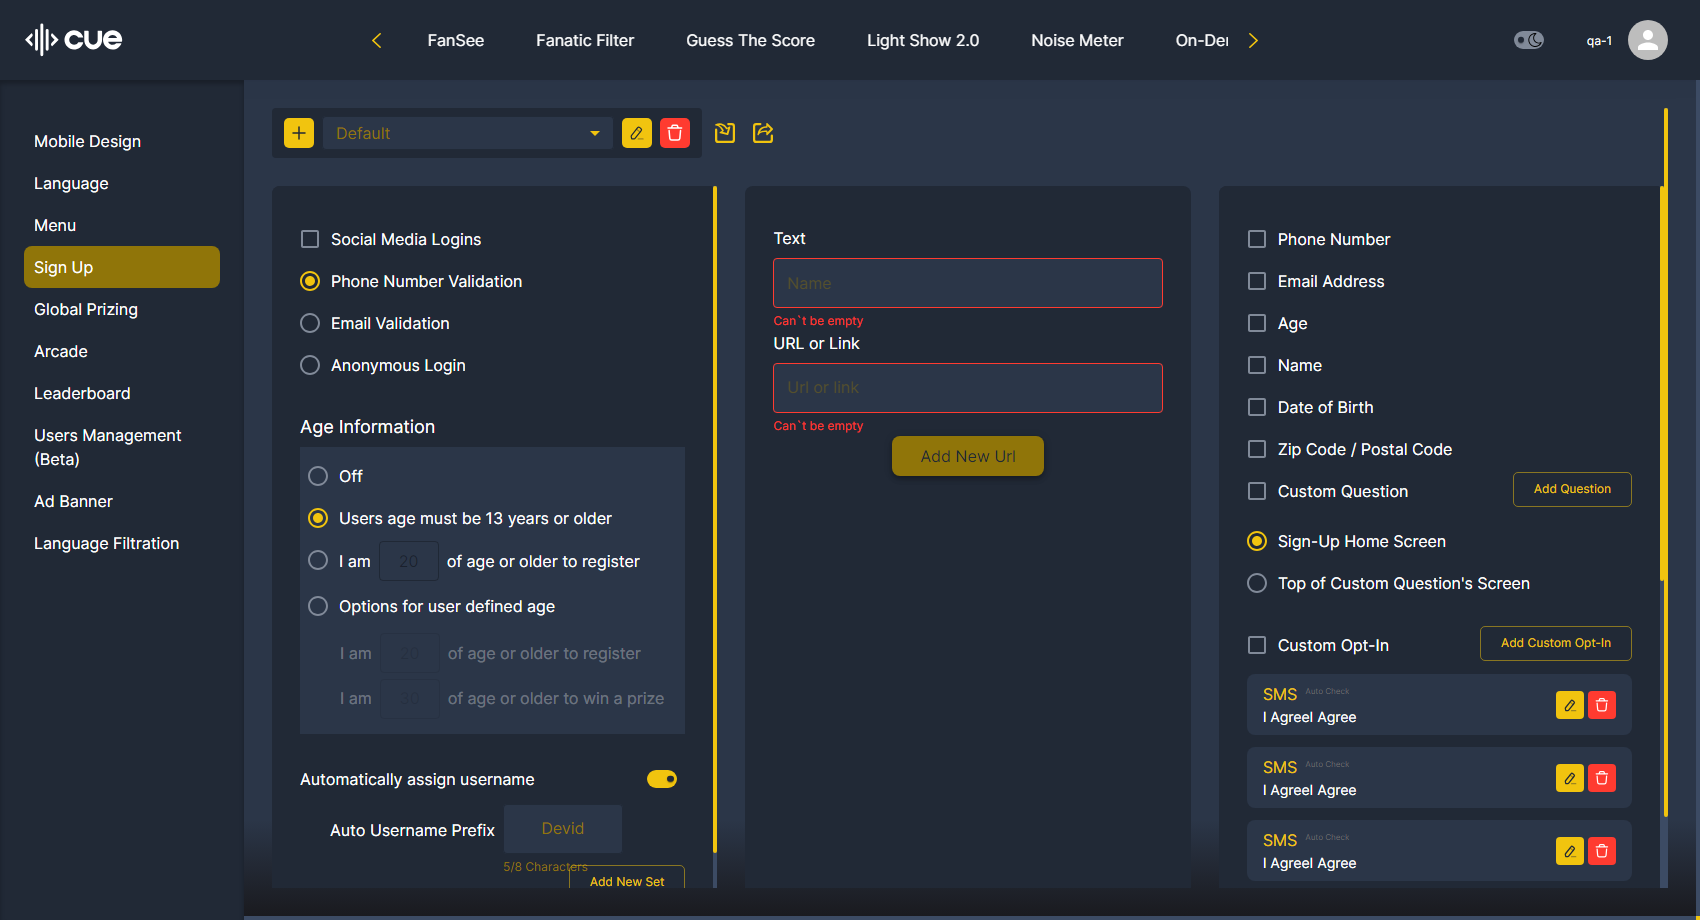 cue
FanSee
Fanatic Filter
Guess The Score
Light Show 2.0
Noise Meter
On-Der
qa-1
Mobile Design
Language
Menu
Sign Up
Global Prizing
Arcade
Leaderboard
Users Management
(Beta)
Ad Banner
Language Filtration
Default
Social Media Logins
Phone Number Validation
Email Validation
Anonymous Login
Age Information
Off
Users age must be 13 years or older
I am 20 of age or older to register
Options for user defined age
I am 20 of age or older to register
I am 30 of age or older to win a prize
Automatically assign username
Auto Username Prefix Devid
5/8 Characters
Add New Set
Text
Name
Can`t be empty
URL or Link
Url or link
Can`t be empty
Add New Url
Phone Number
Email Address
Age
Name
Date of Birth
Zip Code / Postal Code
Custom Question
Add Question
Sign-Up Home Screen
Top of Custom Question's Screen
Custom Opt-In
Add Custom Opt-In
SMS Auto Check
I AgreeI Agree
SMS Auto Check
I AgreeI Agree
SMS Auto Check
I AgreeI Agree